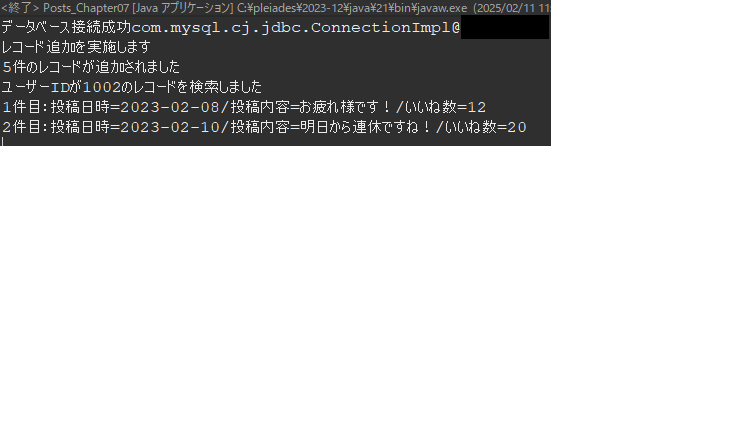 <終了> Posts_Chapter07 [Java アプリケーション] C:¥pleiades¥2023-12¥java¥21¥bin¥javaw.exe (2025/02/11 11:
データベース接続成功com.mysql.cj.jdbc.ConnectionImpl@
レコード追加を実施します
5件のレコードが追加されました
ユーザーIDが1002のレコードを検索しました
1件目:投稿日時=2023-02-08/投稿内容=お疲れ様です！/いいね数=12
2件目:投稿日時=2023-02-10/投稿内容=明日から連休ですね！/いいね数=20